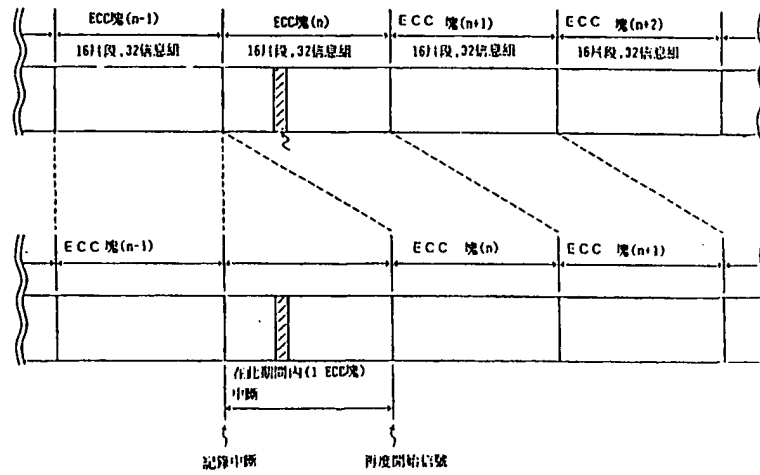 ECC塊(n-1) ECC塊(n) ECC 塊(n+1) ECC 塊(n+2)
16片段,32信息組 16片段,32信息組 16片段,32信息組 16片段,32信息組
ECC 塊(n-1) ECC 塊(n) ECC 塊(n+1)
在此期間內(1 ECC塊)
中斷
記錄中斷 再度開始信號